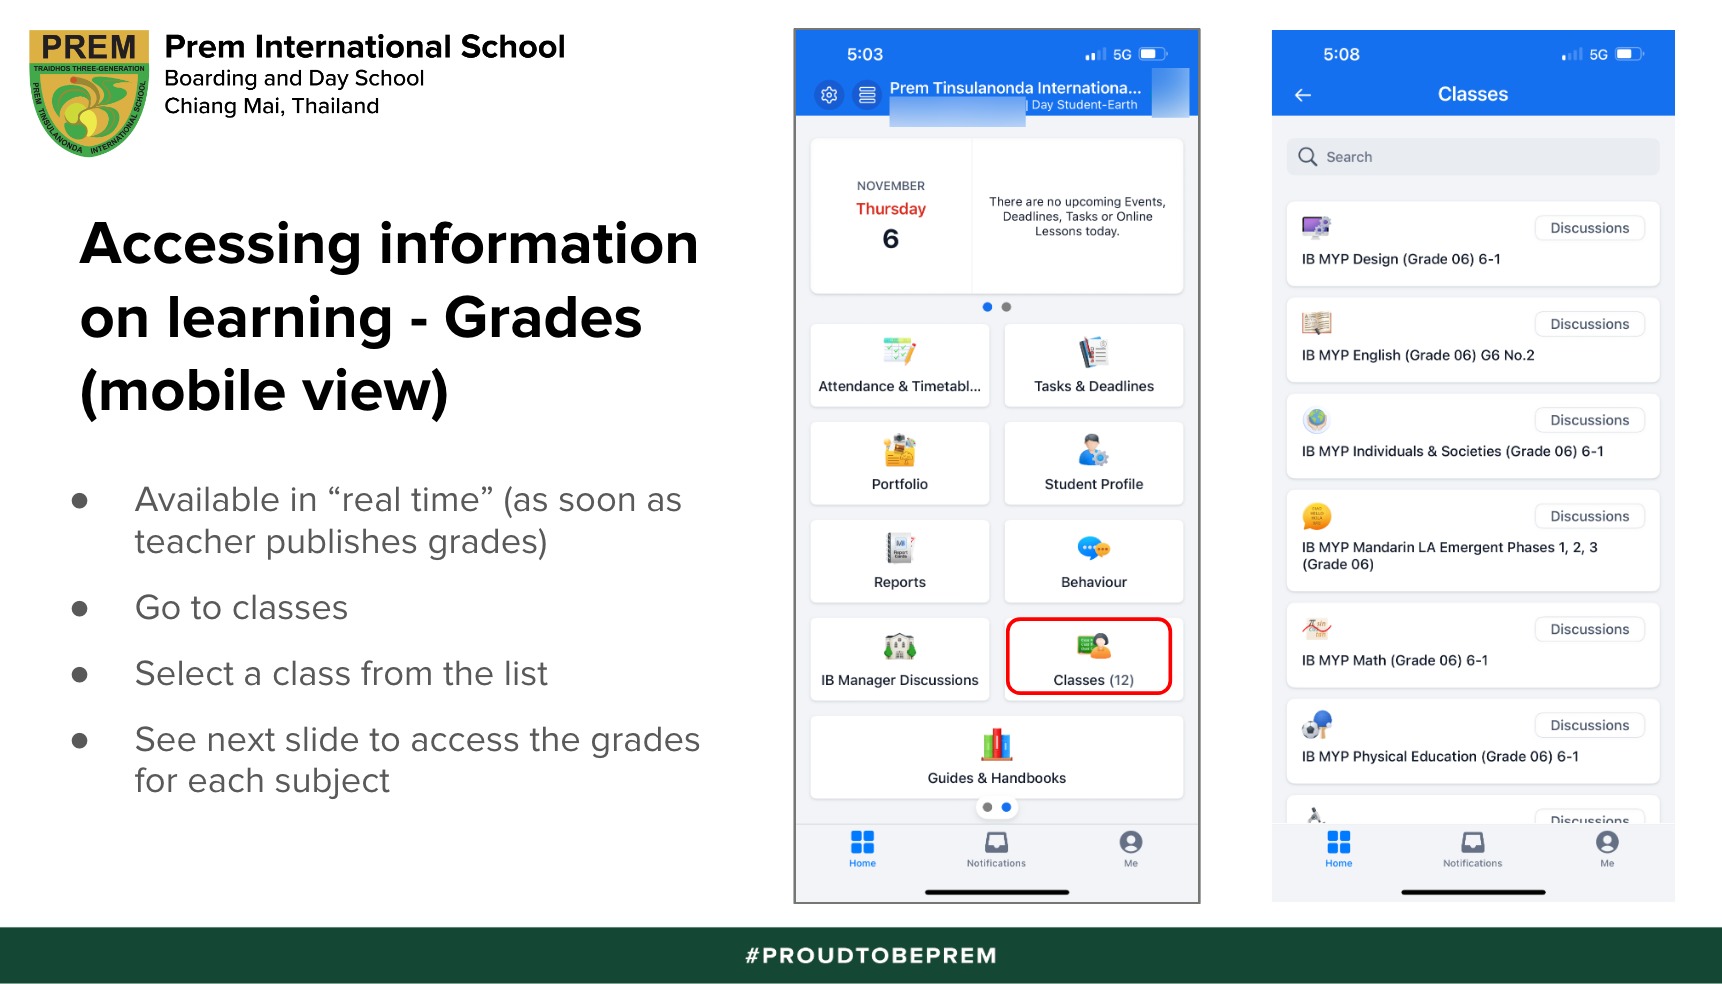 PREM
TRAIDHOS THREE-GENERATION
PREM TINSULANONDA INTERNATIONAL SCHOOL
Prem International School
Boarding and Day School
Chiang Mai, Thailand
Accessing information
on learning - Grades
(mobile view)
● Available in “real time” (as soon as
teacher publishes grades)
● Go to classes
● Select a class from the list
● See next slide to access the grades
for each subject
5:03 5G
Prem Tinsulanonda Internationa...
Day Student-Earth
NOVEMBER
Thursday
6
There are no upcoming Events,
Deadlines, Tasks or Online
Lessons today.
Attendance & Timetabl...
Tasks & Deadlines
Portfolio
Student Profile
Reports
Behaviour
IB Manager Discussions
Classes (12)
Guides & Handbooks
Home
Notifications
Me
5:08 5G
Classes
Search
Discussions
IB MYP Design (Grade 06) 6-1
Discussions
IB MYP English (Grade 06) G6 No.2
Discussions
IB MYP Individuals & Societies (Grade 06) 6-1
Discussions
IB MYP Mandarin LA Emergent Phases 1, 2, 3
(Grade 06)
Discussions
IB MYP Math (Grade 06) 6-1
Discussions
IB MYP Physical Education (Grade 06) 6-1
Discussions
Home
Notifications
Me
#PROUDTOBEPREM